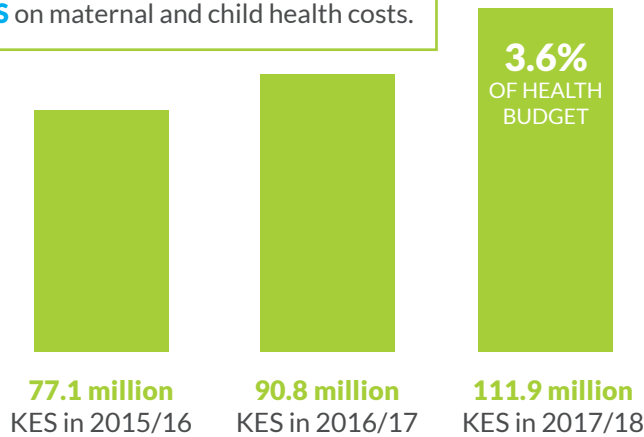 on maternal and child health costs.
3.6%
OF HEALTH
BUDGET
77.1 million
KES in 2015/16
90.8 million
KES in 2016/17
111.9 million
KES in 2017/18